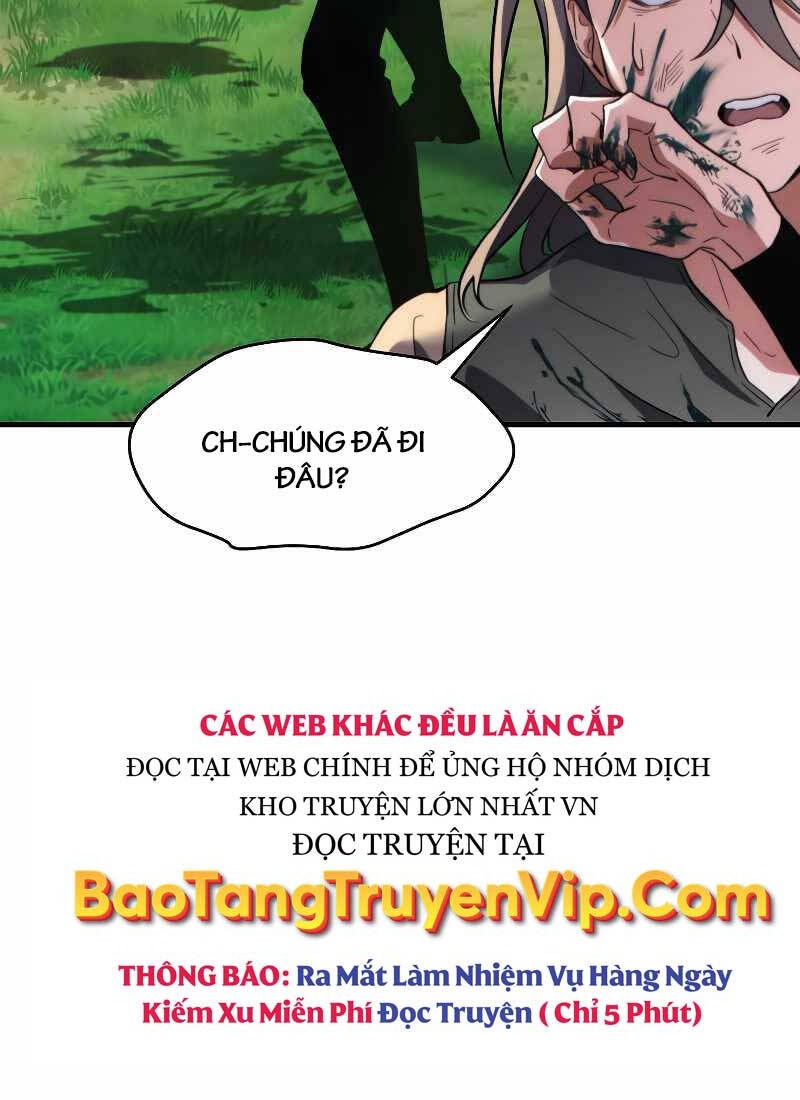 CH-CHÚNG ĐÃ ĐI
ĐÂU?
CÁC WEB KHÁC ĐỀU LÀ ĂN CẮP
ĐỌC TẠI WEB CHÍNH ĐỂ ỦNG HỘ NHÓM DỊCH
KHO TRUYỆN LỚN NHẤT VN
ĐỌC TRUYỆN TẠI
BaoTangTruyenVip.Com
THÔNG BÁO: Ra Mắt Làm Nhiệm Vụ Hàng Ngày
Kiếm Xu Miễn Phí Đọc Truyện ( Chỉ 5 Phút)